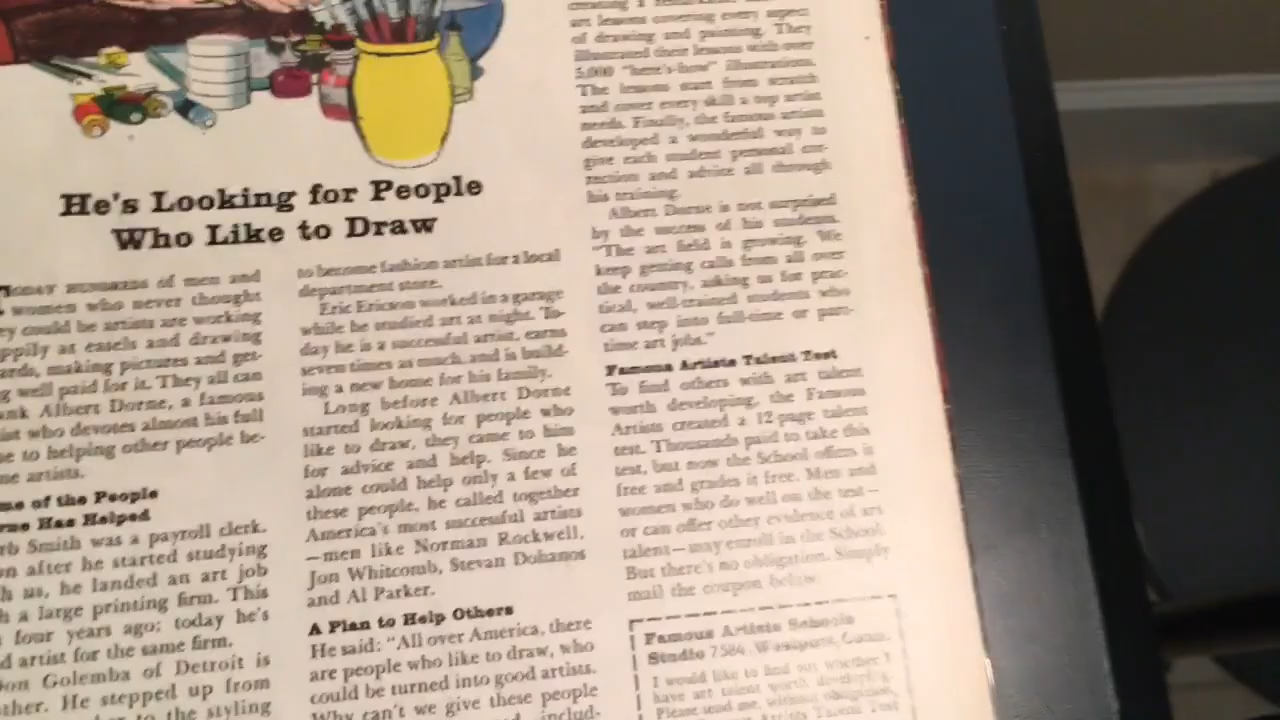 He's Looking for People
Who Like to Draw
of men and
women who never thought
could be artists are working
at easels and drawing
making pictures and get-
well paid for it. They all can
Albert Dorne, a famous
who devotes almost his full
to helping other people be-
artists.
of the People
Has Helped
Smith was a payroll clerk.
after he started studying
us, he landed an art job
a large printing firm. This
four years ago; today he's
artist for the same firm.
Golemba of Detroit is
He stepped up from
to the styling
to become fashion artist for a local
department store.
Eric Ericson worked in a garage
while he studied art at night. To-
day he is a successful artist, earns
seven times as much, and is build-
ing a new home for his family.
Long before Albert Dorne
started looking for people who
like to draw, they came to him
for advice and help. Since he
alone could help only a few of
these people, he called together
America's most successful artists
—men like Norman Rockwell,
Jon Whitcomb, Stevan Dohanos
and Al Parker.
A Plan to Help Others
He said: "All over America, there
are people who like to draw, who
could be turned into good artists.
Why can't we give these people
includ-
art lessons covering every aspect
of drawing and painting. They
illustrated these lessons with over
5,000 "here's-how" illustrations.
The lessons start from scratch
and cover every skill a top artist
needs. Finally, the famous artists
developed a wonderful way to
give each student personal cor-
rection and advice all through
his training.
Albert Dorne is not surprised
by the success of his students.
"The art field is growing. We
keep getting calls from all over
the country, asking us for prac-
tical, well-trained students who
can step into full-time or part-
time art jobs."
Famous Artists Talent Test
To find others with art talent
worth developing, the Famous
Artists created a 12-page talent
test. Thousands paid to take this
test, but now the School offers it
free and grades it free. Men and
women who do well on the test—
or can offer other evidence of art
talent—may enroll in the School.
But there's no obligation. Simply
mail the coupon below.
Famous Artists Schools
Studio 7584, Westport, Conn.
I would like to find out whether I
have art talent worth developing.
Please send me, without obligation,
Artists Talent Test